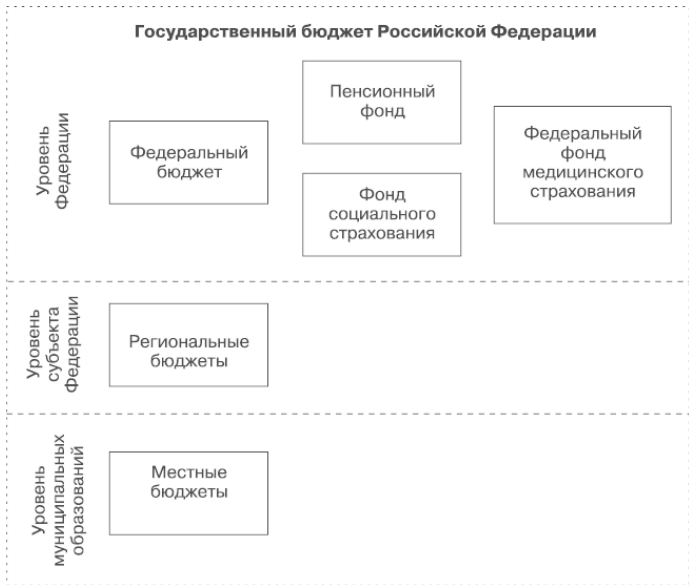 Государственный бюджет Российской Федерации
Уровень
Федерации
Федеральный
бюджет
Пенсионный
фонд
Фонд
социального
страхования
Федеральный
фонд
медицинского
страхования
Уровень
субъекта
Федерации
Региональные
бюджеты
Уровень
муниципальных
образований
Местные
бюджеты